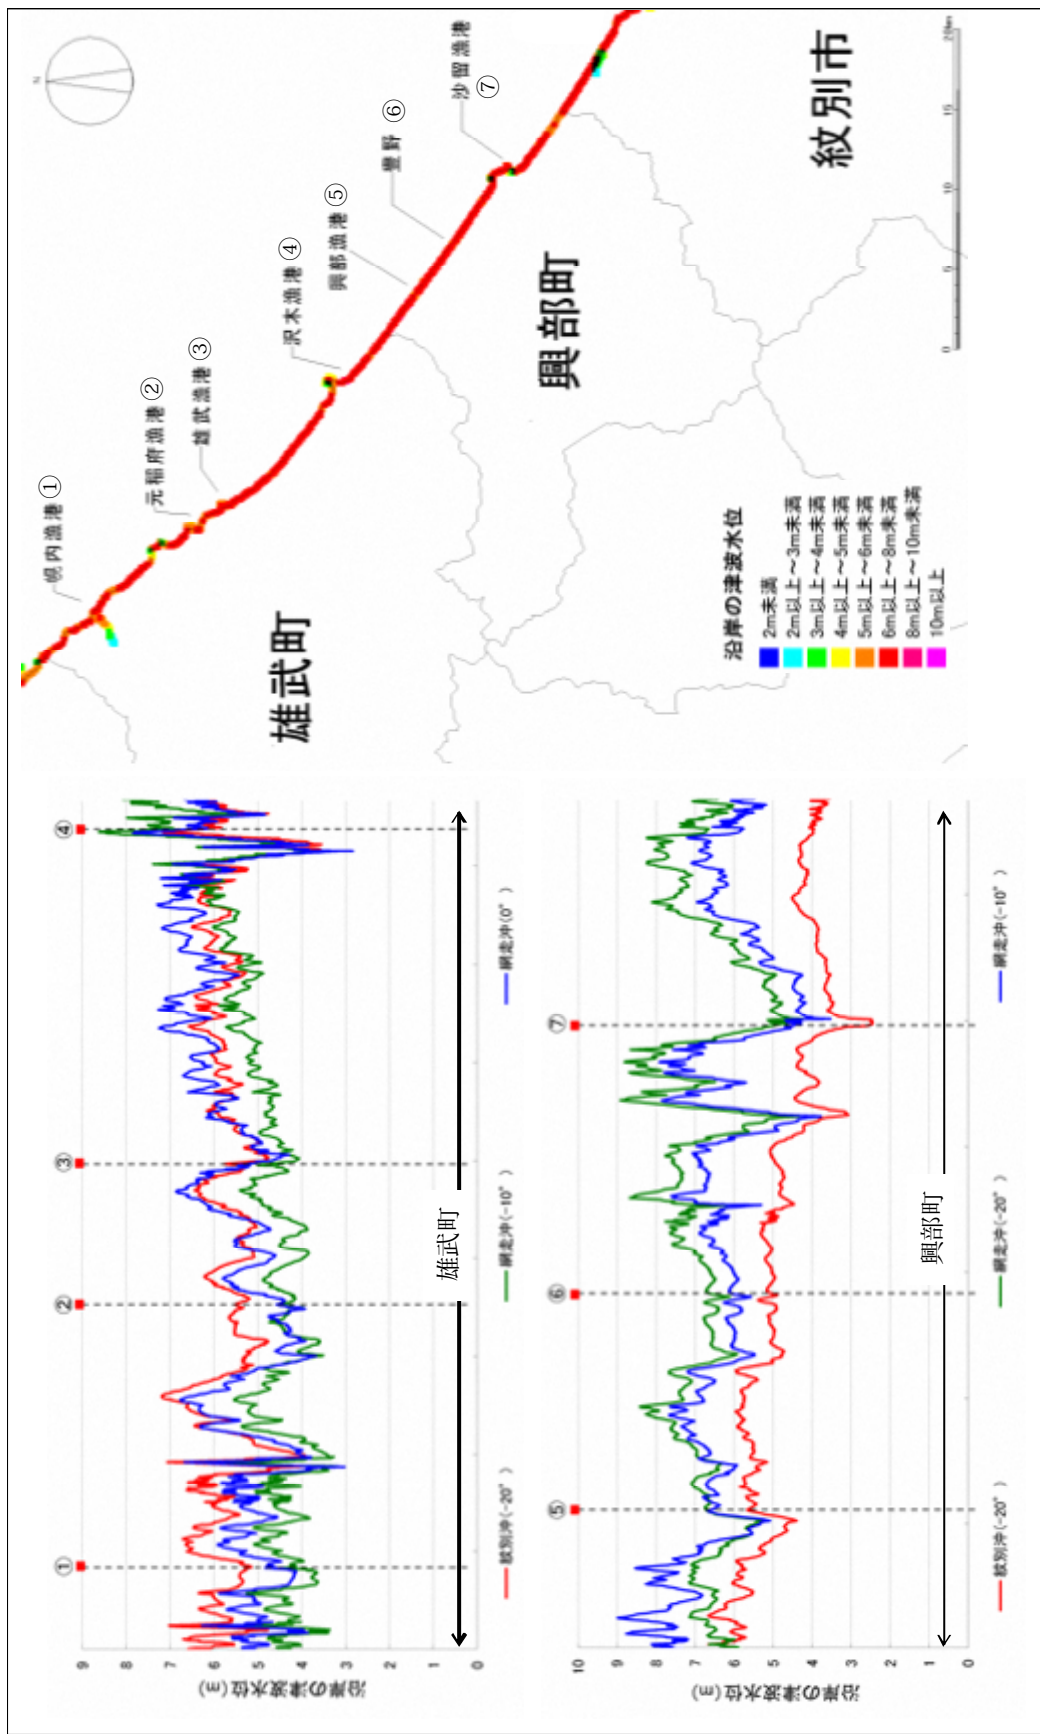 N
幌内漁港 ①
元稲府漁港 ②
雄武漁港 ③
沢木漁港 ④
興部漁港 ⑤
豊野 ⑥
沙留漁港
⑦
雄武町
興部町
紋別市
0 5 10 15 20km
沿岸の津波水位
2m未満
2m以上～3m未満
3m以上～4m未満
4m以上～5m未満
5m以上～6m未満
6m以上～8m未満
8m以上～10m未満
10m以上
沿岸の津波水位(m)
9
8
7
6
5
4
3
2
1
0
① ② ③ ④
雄武町
紋別沖(-20°) 網走沖(-10°) 網走沖(0°)
沿岸の津波水位(m)
10
9
8
7
6
5
4
3
2
1
0
⑤ ⑥ ⑦
興部町
紋別沖(-20°) 網走沖(-20°) 網走沖(-10°)